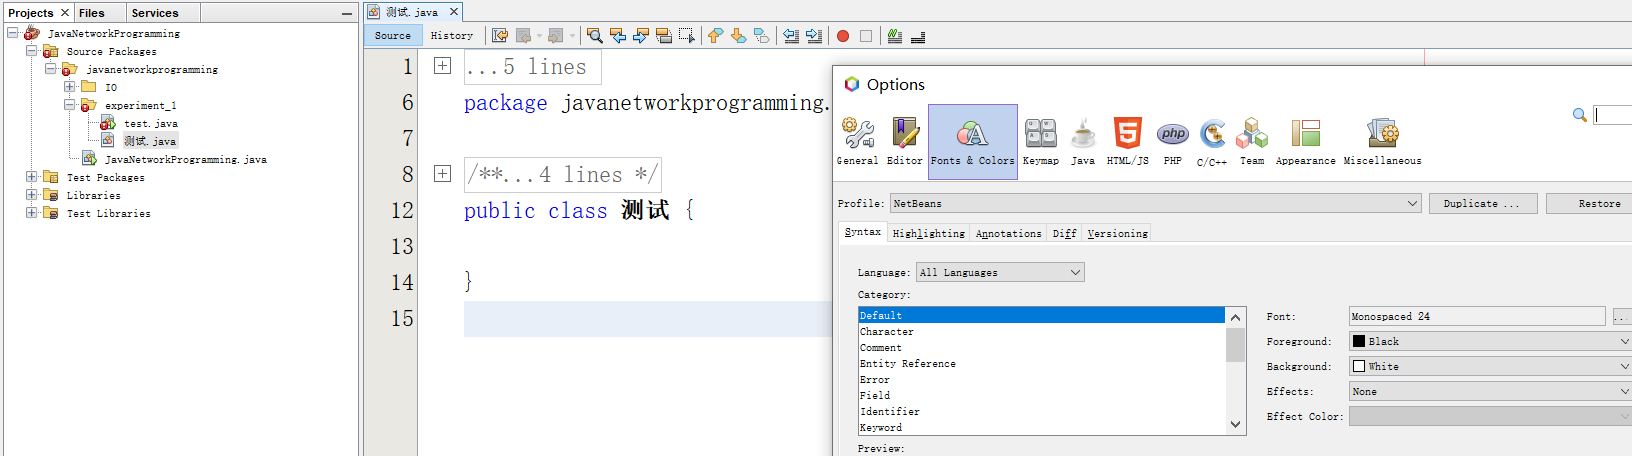 Projects
Files
Services
JavaNetworkProgramming
Source Packages
javanetworkprogramming
IO
experiment_1
test.java
测试.java
JavaNetworkProgramming.java
Test Packages
Libraries
Test Libraries
测试.java
Source
History
1 ...5 lines
6 package javanetworkprogramming.
7
8 /**...4 lines */
12 public class 测试 {
13
14 }
15
Options
General
Editor
Fonts & Colors
Keymap
Java
HTML/JS
PHP
C/C++
Team
Appearance
Miscellaneous
Profile: NetBeans
Duplicate ...
Restore
Syntax
Highlighting
Annotations
Diff
Versioning
Language: All Languages
Category:
Default
Character
Comment
Entity Reference
Error
Field
Identifier
Keyword
Font: Monospaced 24 ...
Foreground: Black
Background: White
Effects: None
Effect Color:
Preview: